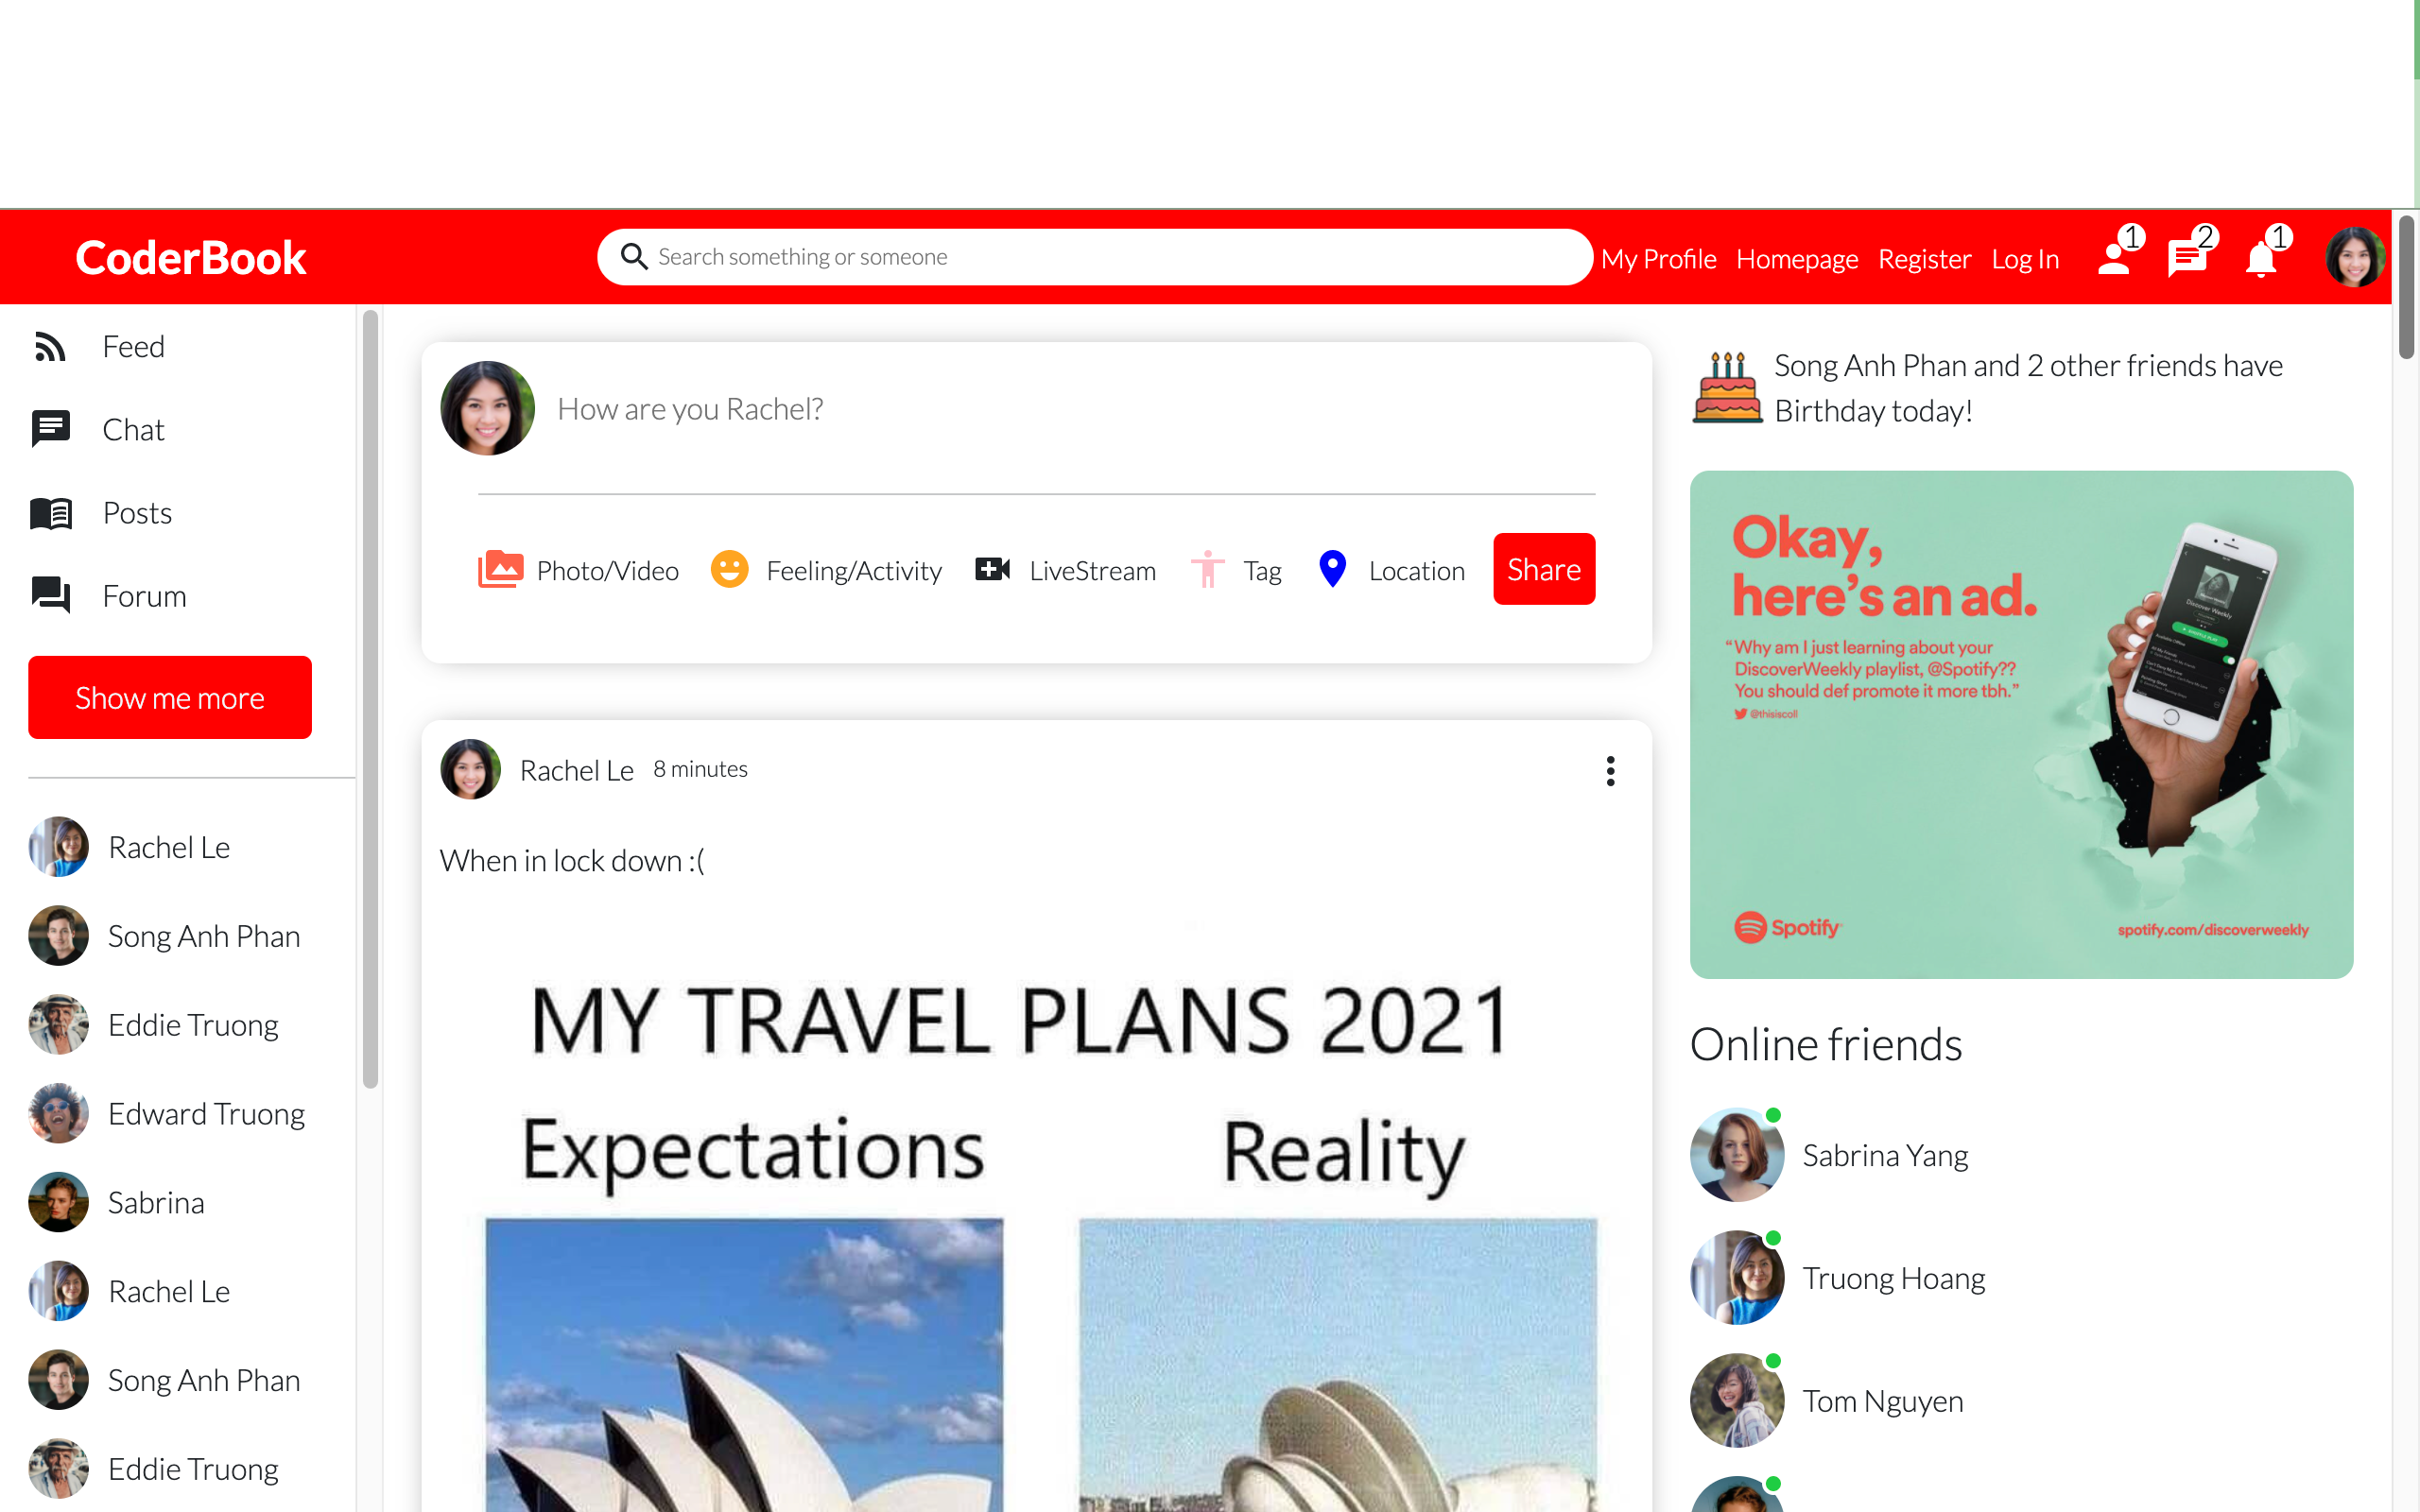 CoderBook
Search something or someone
My Profile Homepage Register Log In 1 2 1
Feed
Chat
Posts
Forum
Show me more
Rachel Le
Song Anh Phan
Eddie Truong
Edward Truong
Sabrina
Rachel Le
Song Anh Phan
Eddie Truong
How are you Rachel?
Photo/Video Feeling/Activity LiveStream Tag Location Share
Rachel Le 8 minutes
When in lock down :(
MY TRAVEL PLANS 2021
Expectations Reality
Song Anh Phan and 2 other friends have
Birthday today!
Okay,
here's an ad.
“Why am I just learning about your
DiscoverWeekly playlist, @Spotify??
You should def promote it more tbh.”
@thisiscoll
Discover Weekly
Spotify
spotify.com/discoverweekly
Online friends
Sabrina Yang
Truong Hoang
Tom Nguyen